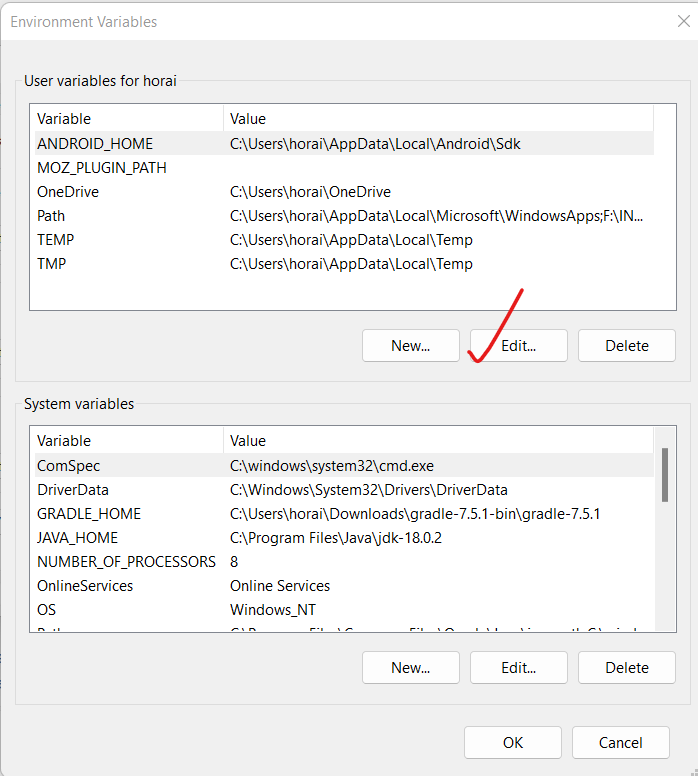 Environment Variables
User variables for horai
Variable Value
ANDROID_HOME C:\Users\horai\AppData\Local\Android\Sdk
MOZ_PLUGIN_PATH
OneDrive C:\Users\horai\OneDrive
Path C:\Users\horai\AppData\Local\Microsoft\WindowsApps;F:\IN...
TEMP C:\Users\horai\AppData\Local\Temp
TMP C:\Users\horai\AppData\Local\Temp
New... Edit... Delete
System variables
Variable Value
ComSpec C:\windows\system32\cmd.exe
DriverData C:\Windows\System32\Drivers\DriverData
GRADLE_HOME C:\Users\horai\Downloads\gradle-7.5.1-bin\gradle-7.5.1
JAVA_HOME C:\Program Files\Java\jdk-18.0.2
NUMBER_OF_PROCESSORS 8
OnlineServices Online Services
OS Windows_NT
New... Edit... Delete
OK Cancel